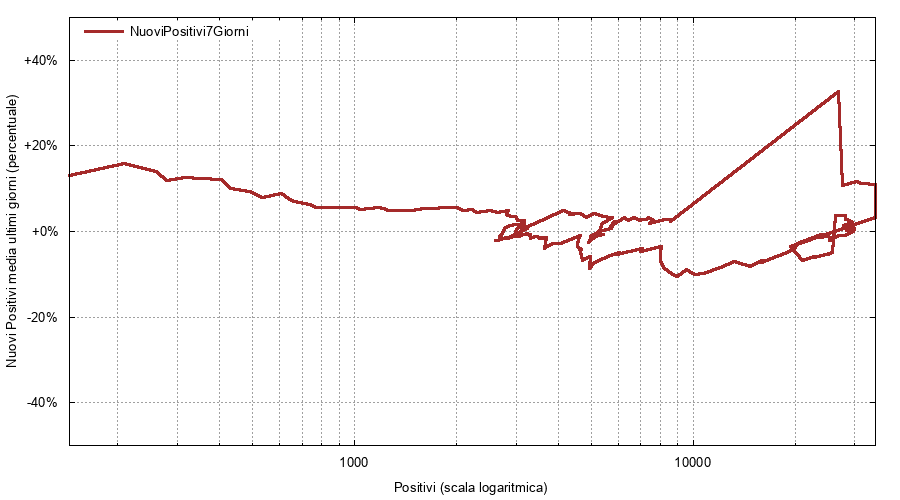 NuoviPositivi7Giorni
+40%
+20%
+0%
-20%
-40%
Nuovi Positivi media ultimi giorni (percentuale)
1000 10000
Positivi (scala logaritmica)